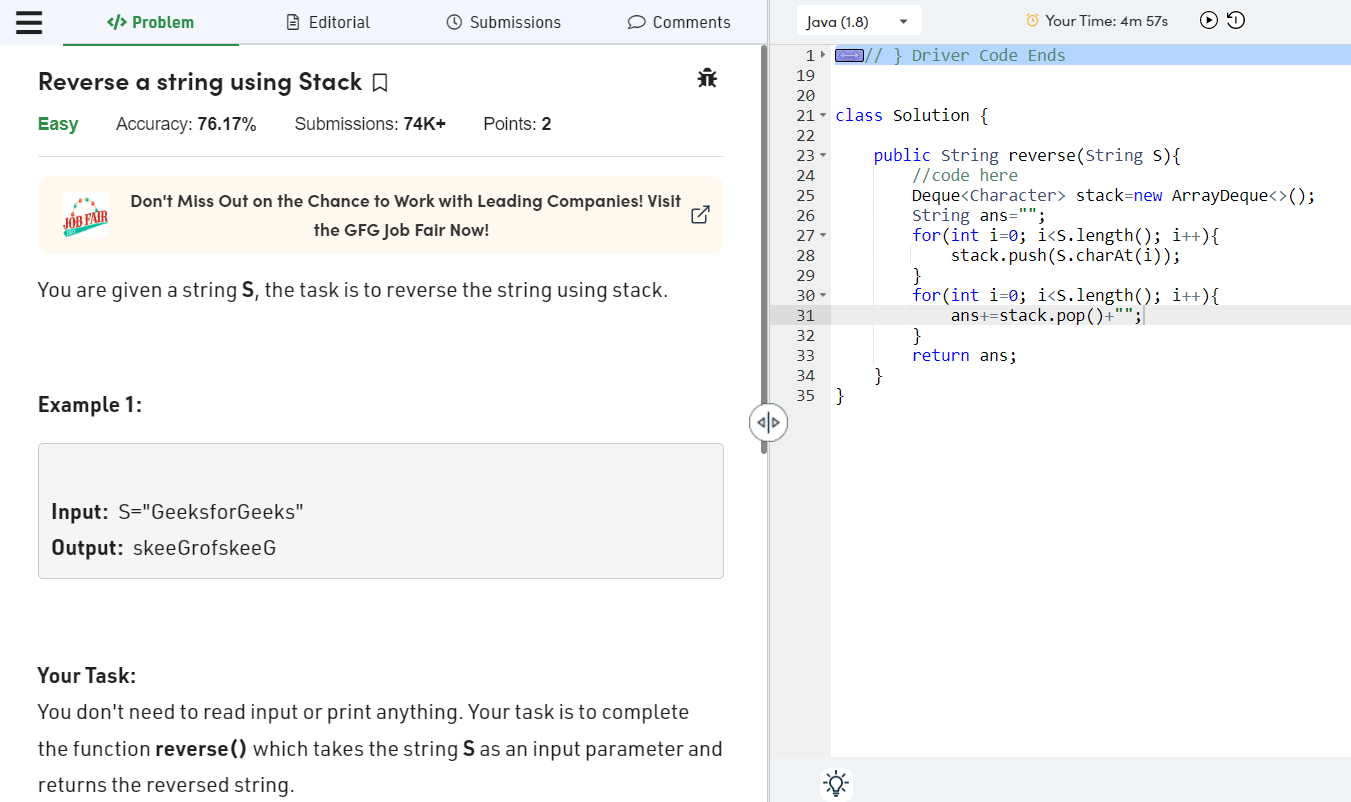 </> Problem
Editorial
Submissions
Comments
Reverse a string using Stack
Easy Accuracy: 76.17% Submissions: 74K+ Points: 2
JOB FAIR
Don't Miss Out on the Chance to Work with Leading Companies! Visit
the GFG Job Fair Now!
You are given a string S, the task is to reverse the string using stack.
Example 1:
Input: S="GeeksforGeeks"
Output: skeeGrofskeeG
Your Task:
You don't need to read input or print anything. Your task is to complete
the function reverse() which takes the string S as an input parameter and
returns the reversed string.
Java (1.8)
Your Time: 4m 57s
1 // } Driver Code Ends
19
20
21 class Solution {
22
23     public String reverse(String S){
24         //code here
25         Deque<Character> stack=new ArrayDeque<>();
26         String ans="";
27         for(int i=0; i<S.length(); i++){
28             stack.push(S.charAt(i));
29         }
30         for(int i=0; i<S.length(); i++){
31             ans+=stack.pop()+"";
32         }
33         return ans;
34     }
35 }